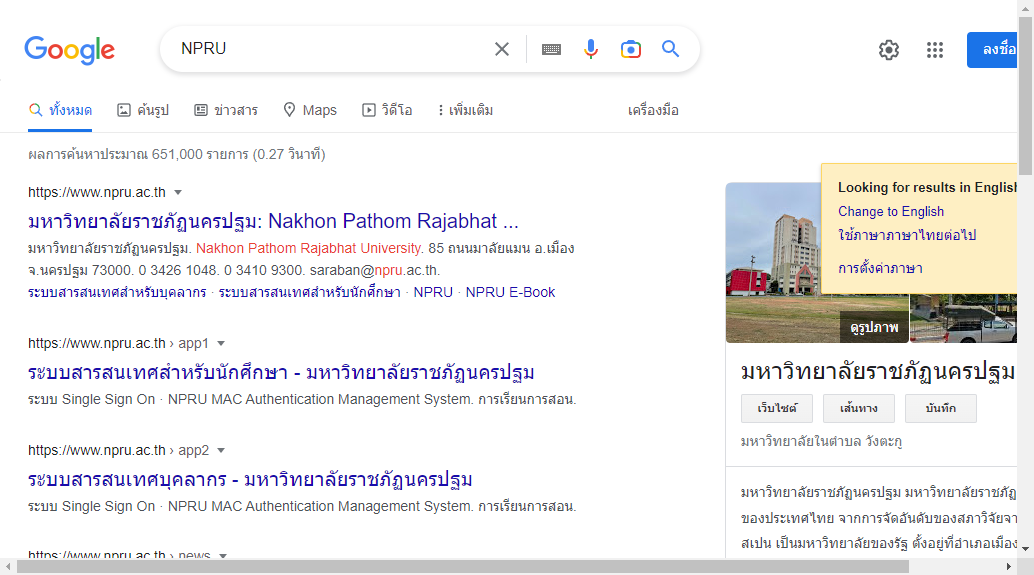 Google
NPRU
ลงชื่อ
ทั้งหมด
ค้นรูป
ข่าวสาร
Maps
วิดีโอ
เพิ่มเติม
เครื่องมือ
ผลการค้นหาประมาณ 651,000 รายการ (0.27 วินาที)
https://www.npru.ac.th
มหาวิทยาลัยราชภัฏนครปฐม: Nakhon Pathom Rajabhat ...
มหาวิทยาลัยราชภัฏนครปฐม. Nakhon Pathom Rajabhat University. 85 ถนนมาลัยแมน อ.เมือง
จ.นครปฐม 73000. 0 3426 1048. 0 3410 9300. saraban@npru.ac.th.
ระบบสารสนเทศสำหรับบุคลากร · ระบบสารสนเทศสำหรับนักศึกษา · NPRU · NPRU E-Book
https://www.npru.ac.th › app1
ระบบสารสนเทศสำหรับนักศึกษา - มหาวิทยาลัยราชภัฏนครปฐม
ระบบ Single Sign On · NPRU MAC Authentication Management System. การเรียนการสอน.
https://www.npru.ac.th › app2
ระบบสารสนเทศบุคลากร - มหาวิทยาลัยราชภัฏนครปฐม
ระบบ Single Sign On · NPRU MAC Authentication Management System. การเรียนการสอน.
https://www.npru.ac.th › news
Looking for results in English
Change to English
ใช้ภาษาภาษาไทยต่อไป
การตั้งค่าภาษา
ดูรูปภาพ
มหาวิทยาลัยราชภัฏนครปฐม
เว็บไซต์
เส้นทาง
บันทึก
มหาวิทยาลัยในตำบล วังตะกู
มหาวิทยาลัยราชภัฏนครปฐม มหาวิทยาลัยราชภัฏ
ของประเทศไทย จากการจัดอันดับของสภาวิจัยจา
สเปน เป็นมหาวิทยาลัยของรัฐ ตั้งอยู่ที่อำเภอเมือง